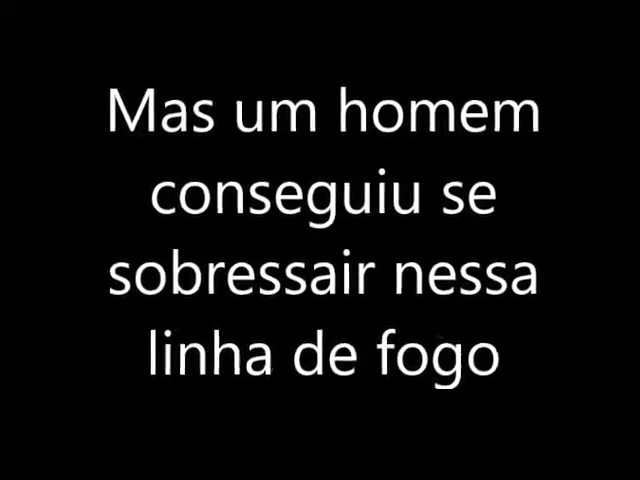 Mas um homem
conseguiu se
sobressair nessa
linha de fogo